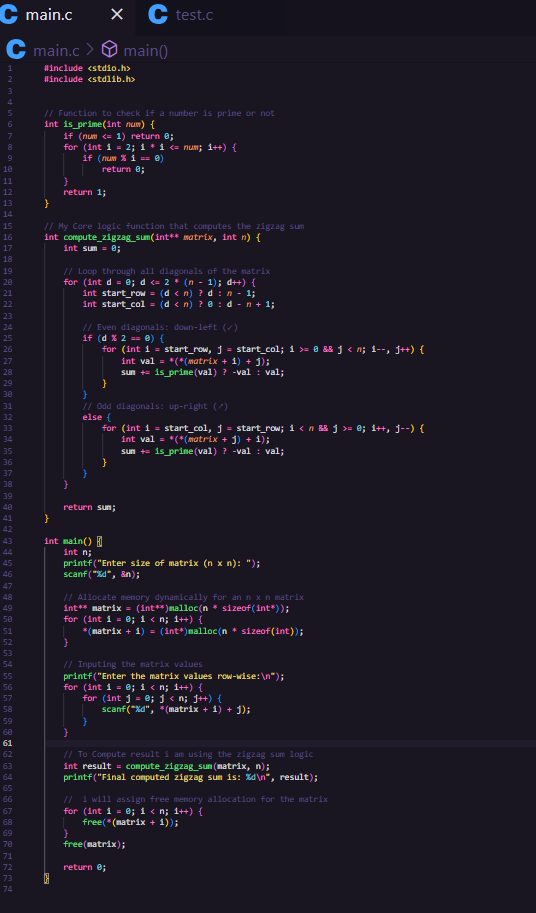 C main.c × C test.c
C main.c > main()
1 #include <stdio.h>
2 #include <stdlib.h>
3
4
5 // Function to check if a number is prime or not
6 int is_prime(int num) {
7     if (num <= 1) return 0;
8     for (int i = 2; i * i <= num; i++) {
9         if (num % i == 0)
10             return 0;
11     }
12     return 1;
13 }
14
15 // My Core logic function that computes the zigzag sum
16 int compute_zigzag_sum(int** matrix, int n) {
17     int sum = 0;
18
19     // Loop through all diagonals of the matrix
20     for (int d = 0; d <= 2 * (n - 1); d++) {
21         int start_row = (d < n) ? d : n - 1;
22         int start_col = (d < n) ? 0 : d - n + 1;
23
24         // Even diagonals: down-left (↙)
25         if (d % 2 == 0) {
26             for (int i = start_row, j = start_col; i >= 0 && j < n; i--, j++) {
27                 int val = *(*(matrix + i) + j);
28                 sum += is_prime(val) ? -val : val;
29             }
30         }
31         // Odd diagonals: up-right (↗)
32         else {
33             for (int i = start_col, j = start_row; i < n && j >= 0; i++, j--) {
34                 int val = *(*(matrix + j) + i);
35                 sum += is_prime(val) ? -val : val;
36             }
37         }
38     }
39
40     return sum;
41 }
42
43 int main() {
44     int n;
45     printf("Enter size of matrix (n x n): ");
46     scanf("%d", &n);
47
48     // Allocate memory dynamically for an n x n matrix
49     int** matrix = (int**)malloc(n * sizeof(int*));
50     for (int i = 0; i < n; i++) {
51         *(matrix + i) = (int*)malloc(n * sizeof(int));
52     }
53
54     // Inputing the matrix values
55     printf("Enter the matrix values row-wise:\n");
56     for (int i = 0; i < n; i++) {
57         for (int j = 0; j < n; j++) {
58             scanf("%d", *(matrix + i) + j);
59         }
60     }
61
62     // To Compute result i am using the zigzag sum logic
63     int result = compute_zigzag_sum(matrix, n);
64     printf("Final computed zigzag sum is: %d\n", result);
65
66     //  i will assign free memory allocation for the matrix
67     for (int i = 0; i < n; i++) {
68         free(*(matrix + i));
69     }
70     free(matrix);
71
72     return 0;
73 }
74